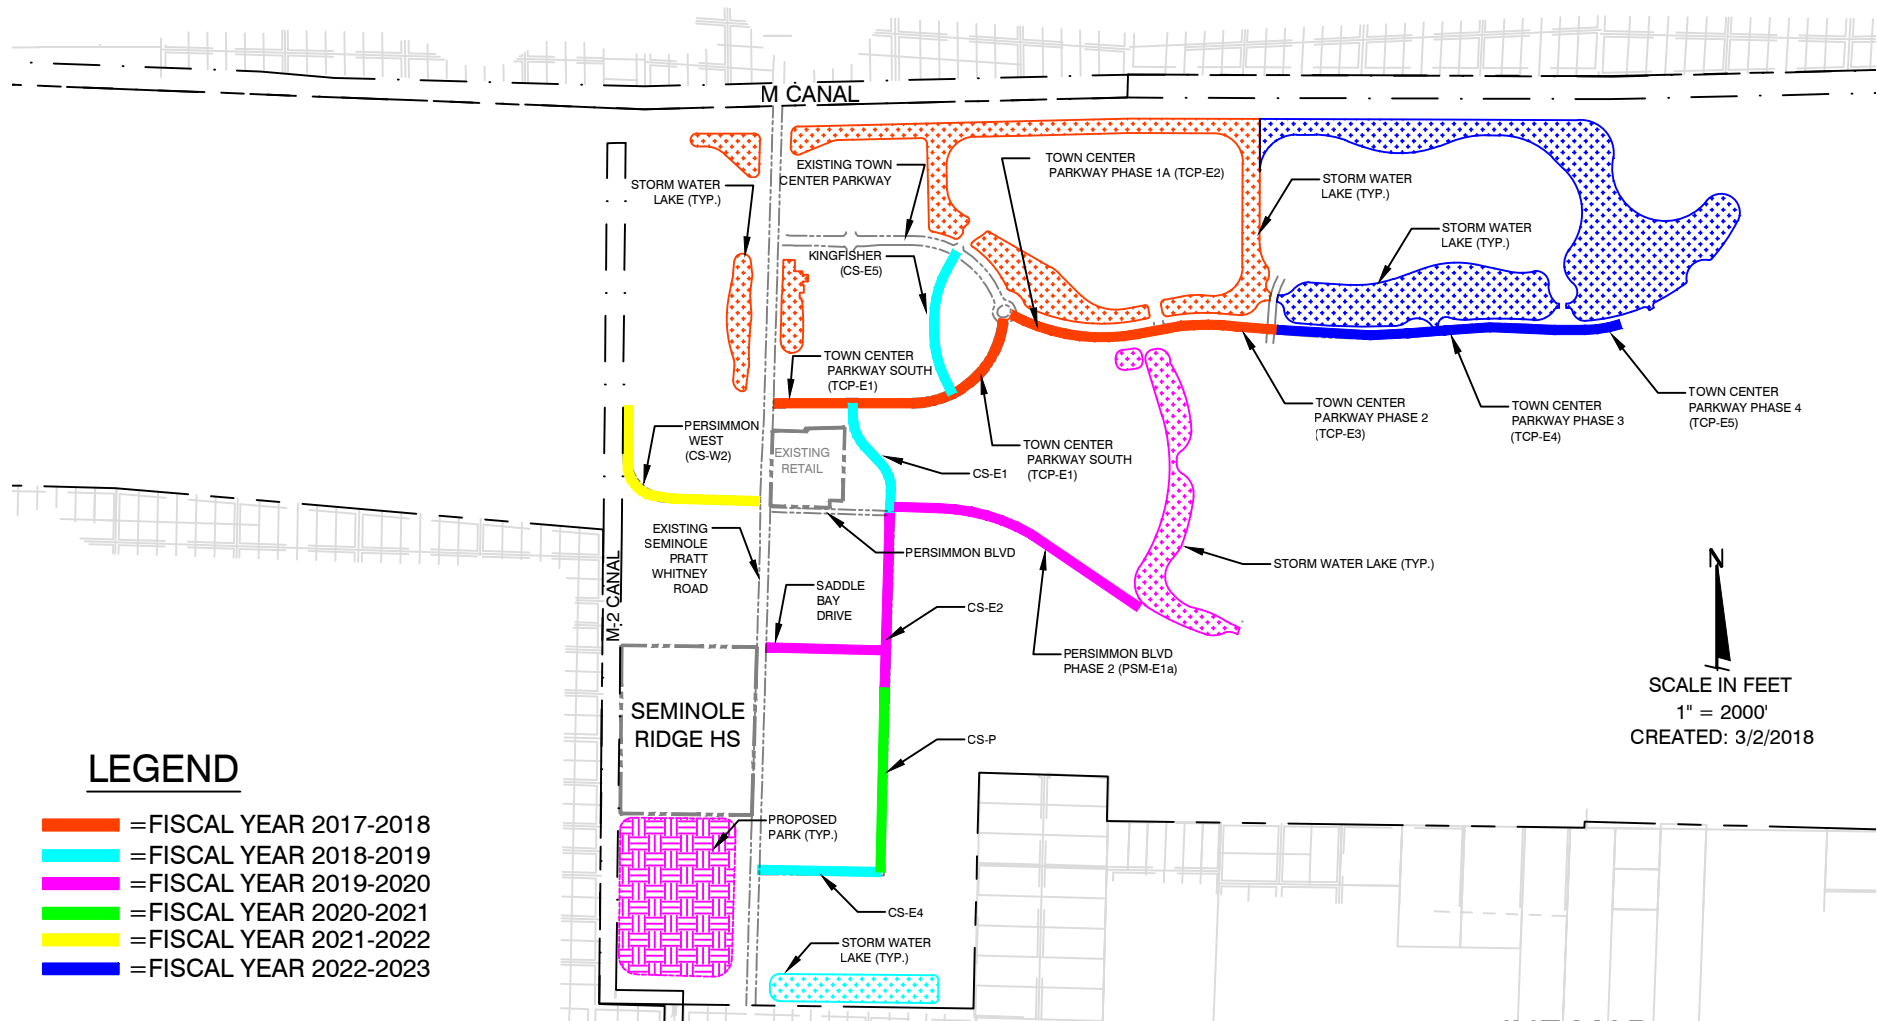 M CANAL
EXISTING TOWN
CENTER PARKWAY
TOWN CENTER
PARKWAY PHASE 1A (TCP-E2)
STORM WATER
LAKE (TYP.)
STORM WATER
LAKE (TYP.)
STORM WATER
LAKE (TYP.)
KINGFISHER
(CS-E5)
TOWN CENTER
PARKWAY SOUTH
(TCP-E1)
TOWN CENTER
PARKWAY PHASE 2
(TCP-E3)
TOWN CENTER
PARKWAY PHASE 3
(TCP-E4)
TOWN CENTER
PARKWAY PHASE 4
(TCP-E5)
PERSIMMON
WEST
(CS-W2)
EXISTING
RETAIL
CS-E1
TOWN CENTER
PARKWAY SOUTH
(TCP-E1)
EXISTING
SEMINOLE
PRATT
WHITNEY
ROAD
PERSIMMON BLVD
STORM WATER LAKE (TYP.)
M-2 CANAL
SADDLE
BAY
DRIVE
CS-E2
PERSIMMON BLVD
PHASE 2 (PSM-E1a)
N
SCALE IN FEET
1" = 2000'
CREATED: 3/2/2018
SEMINOLE
RIDGE HS
CS-P
PROPOSED
PARK (TYP.)
CS-E4
STORM WATER
LAKE (TYP.)
LEGEND
=FISCAL YEAR 2017-2018
=FISCAL YEAR 2018-2019
=FISCAL YEAR 2019-2020
=FISCAL YEAR 2020-2021
=FISCAL YEAR 2021-2022
=FISCAL YEAR 2022-2023